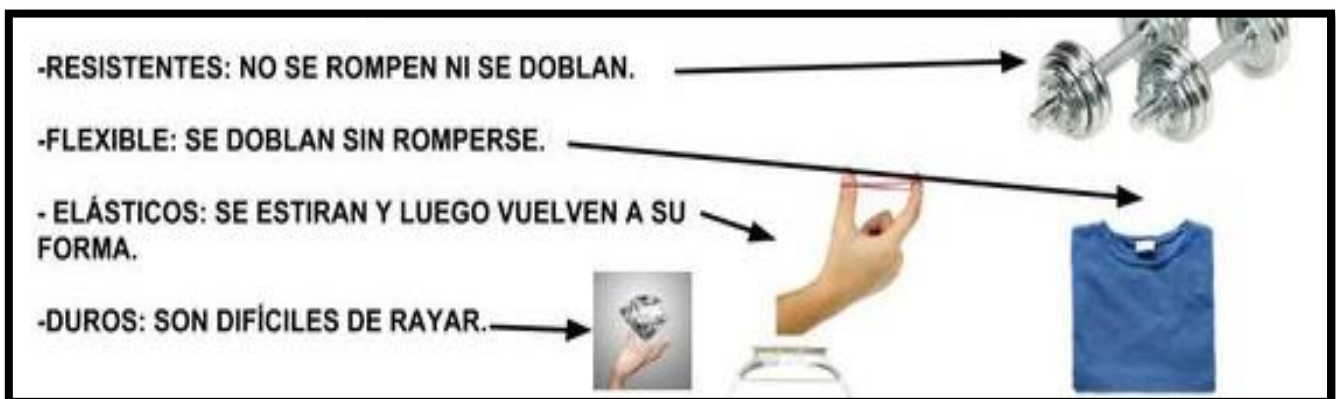 -RESISTENTES: NO SE ROMPEN NI SE DOBLAN.
-FLEXIBLE: SE DOBLAN SIN ROMPERSE.
- ELÁSTICOS: SE ESTIRAN Y LUEGO VUELVEN A SU
FORMA.
-DUROS: SON DIFÍCILES DE RAYAR.